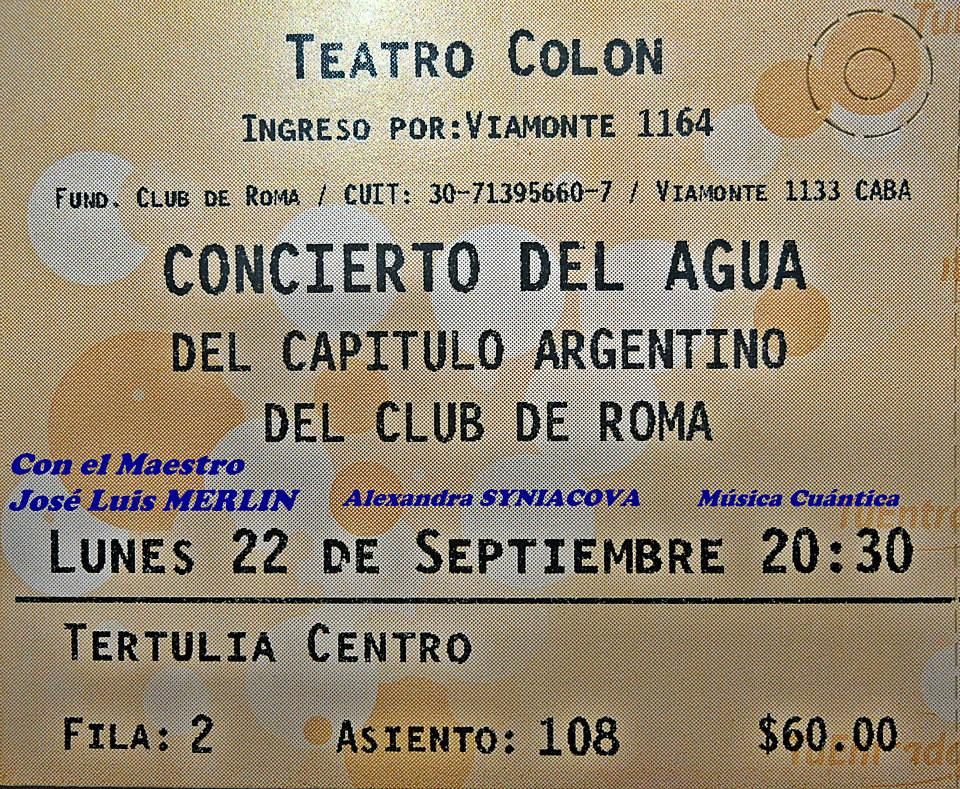 TEATRO COLON
INGRESO POR:VIAMONTE 1164
FUND. CLUB DE ROMA / CUIT: 30-71395660-7 / VIAMONTE 1133 CABA
CONCIERTO DEL AGUA
DEL CAPITULO ARGENTINO
DEL CLUB DE ROMA
Con el Maestro
José Luis MERLIN Alexandra SYNIACOVA Música Cuántica
LUNES 22 DE SEPTIEMBRE 20:30
TERTULIA CENTRO
FILA: 2 ASIENTO: 108 $60.00